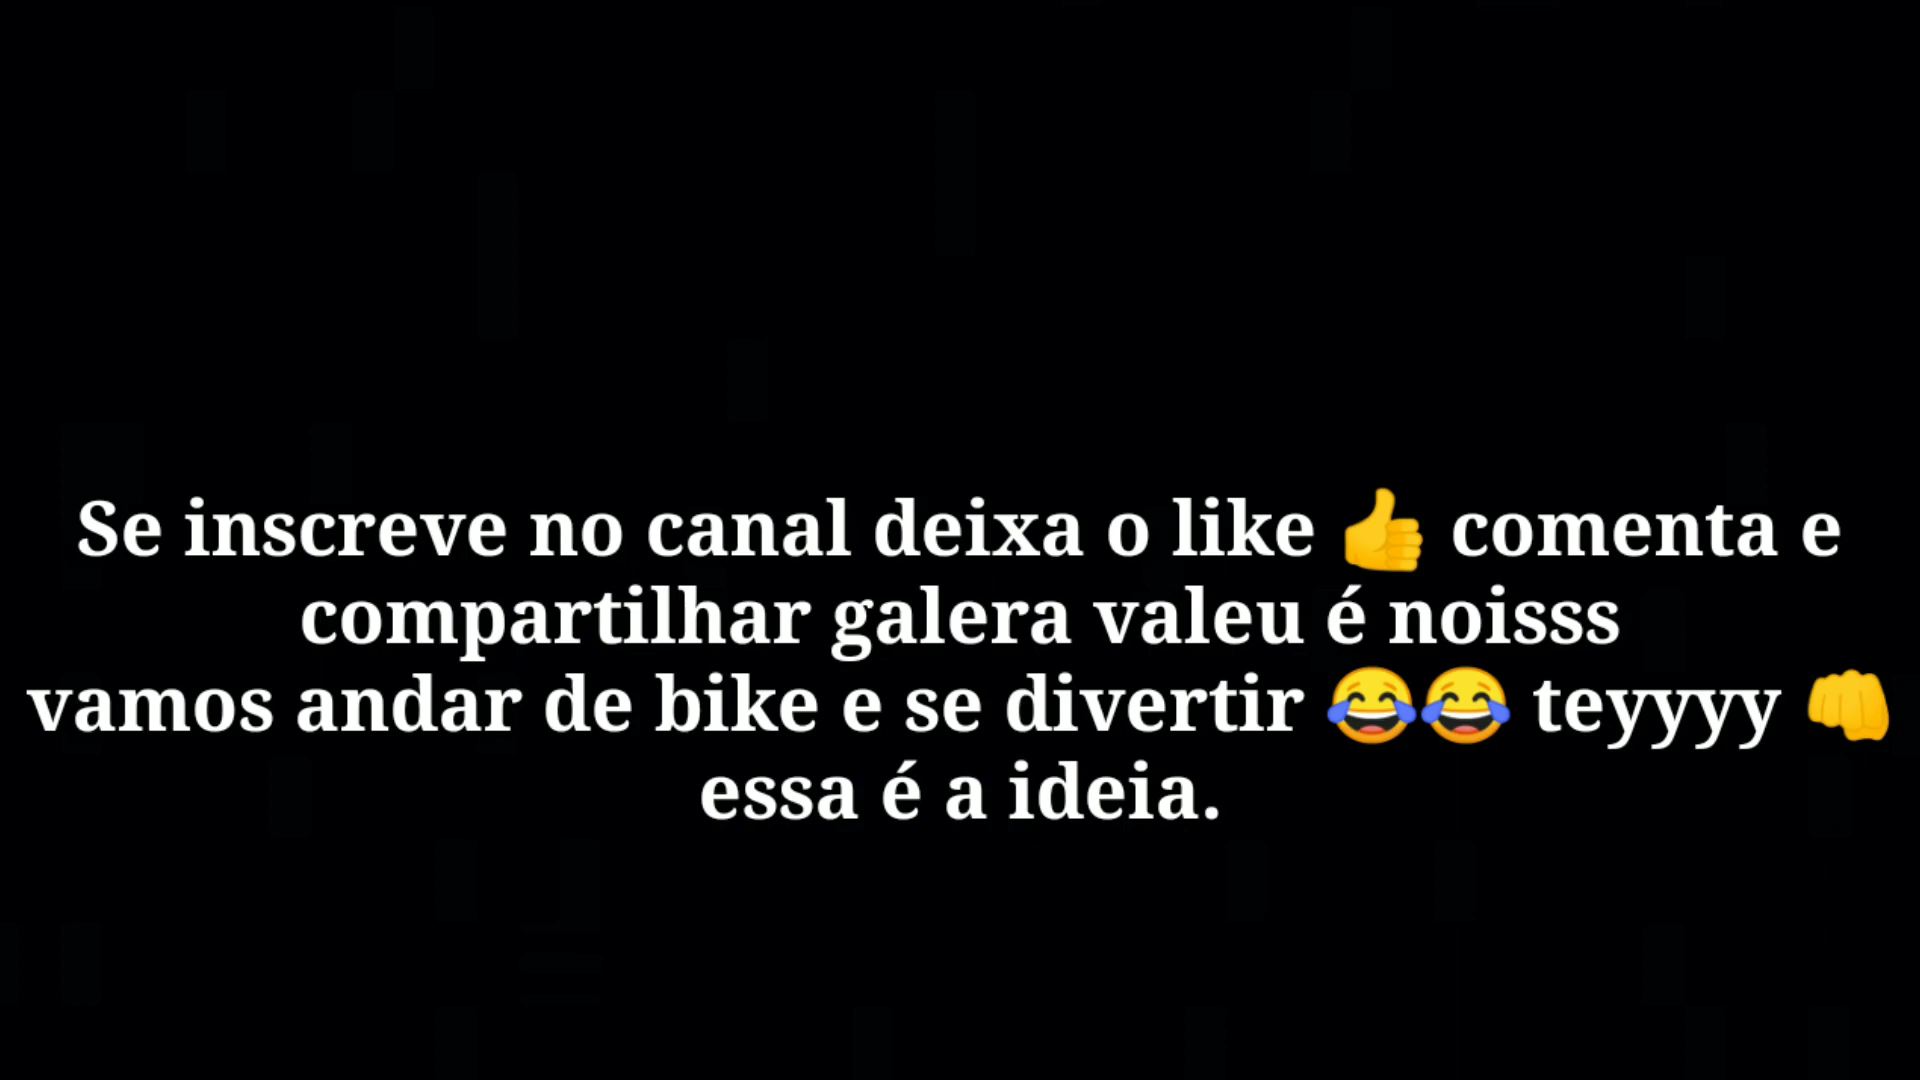 Se inscreve no canal deixa o like 👍 comenta e
compartilhar galera valeu é noisss
vamos andar de bike e se divertir 😂😂 teyyyy 👊
essa é a ideia.